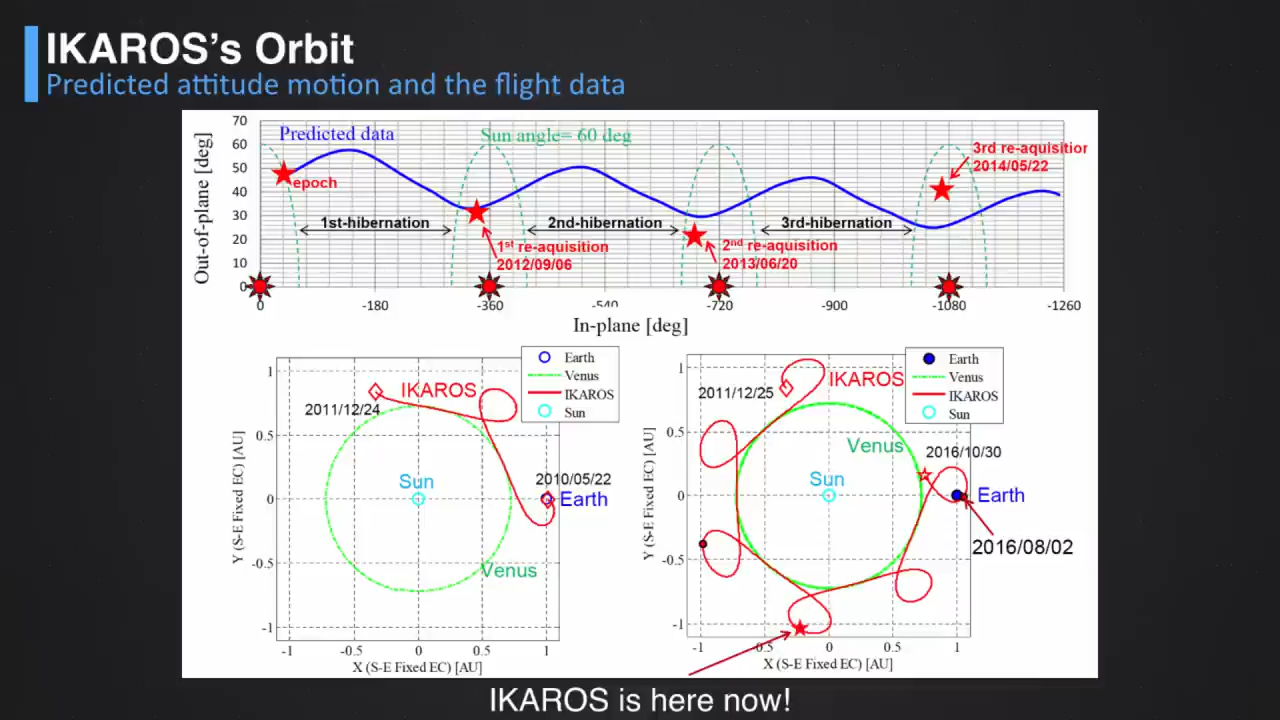 IKAROS's Orbit
Predicted attitude motion and the flight data
70
60
50
40
30
20
10
0
Out-of-plane [deg]
Predicted data
Sun angle= 60 deg
epoch
3rd re-aquisition
2014/05/22
1st-hibernation
2nd-hibernation
3rd-hibernation
1st re-aquisition
2012/09/06
2nd re-aquisition
2013/06/20
0 -180 -360 -540 -720 -900 -1080 -1260
In-plane [deg]
Earth
Venus
IKAROS
Sun
1
0.5
0
-0.5
-1
Y (S-E Fixed EC) [AU]
IKAROS
2011/12/24
2010/05/22
Sun
Earth
Venus
-1 -0.5 0 0.5 1
X (S-E Fixed EC) [AU]
Earth
Venus
IKAROS
Sun
1
0.5
0
-0.5
-1
Y (S-E Fixed EC) [AU]
IKAROS
2011/12/25
Venus
2016/10/30
Sun
Earth
2016/08/02
-1 -0.5 0 0.5 1
X (S-E Fixed EC) [AU]
IKAROS is here now!